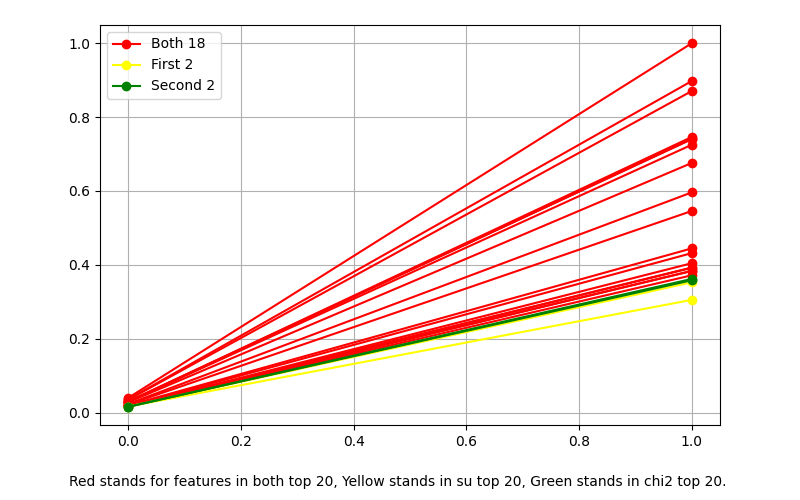 1.0
0.8
0.6
0.4
0.2
0.0
Both 18
First 2
Second 2
0.0 0.2 0.4 0.6 0.8 1.0
Red stands for features in both top 20, Yellow stands in su top 20, Green stands in chi2 top 20.